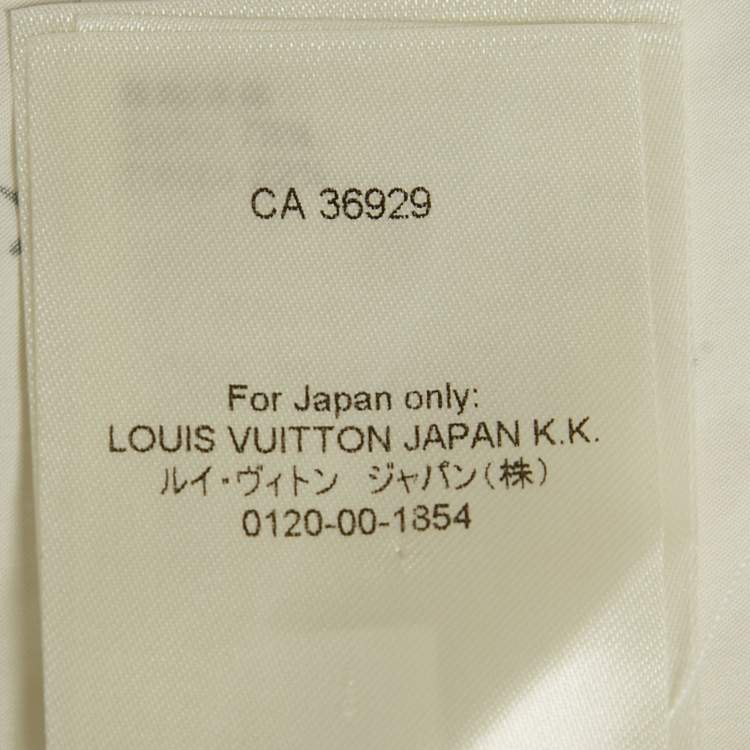 CA 36929
For Japan only:
LOUIS VUITTON JAPAN K.K.
ルイ・ヴィトン ジャパン(株)
0120-00-1854